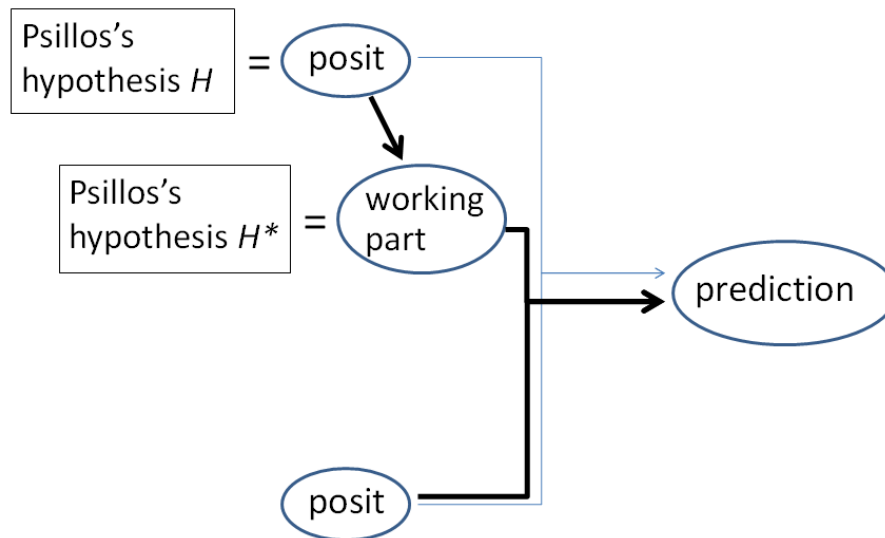 Psillos’s
hypothesis H
=
posit
Psillos’s
hypothesis H*
=
working
part
prediction
posit